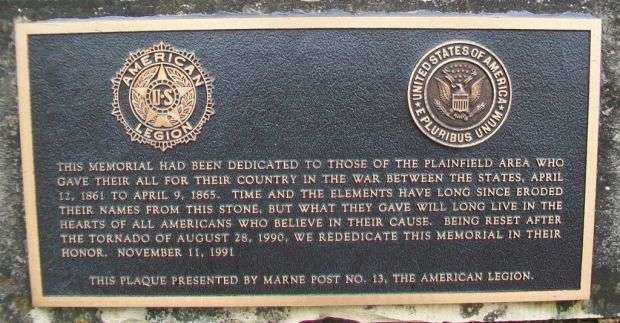 AMERICAN
U·S
LEGION
UNITED STATES OF AMERICA
E PLURIBUS UNUM
THIS MEMORIAL HAD BEEN DEDICATED TO THOSE OF THE PLAINFIELD AREA WHO
GAVE THEIR ALL FOR THEIR COUNTRY IN THE WAR BETWEEN THE STATES, APRIL
12, 1861 TO APRIL 9, 1865. TIME AND THE ELEMENTS HAVE LONG SINCE ERODED
THEIR NAMES FROM THIS STONE, BUT WHAT THEY GAVE WILL LONG LIVE IN THE
HEARTS OF ALL AMERICANS WHO BELIEVE IN THEIR CAUSE. BEING RESET AFTER
THE TORNADO OF AUGUST 28, 1990, WE REDEDICATE THIS MEMORIAL IN THEIR
HONOR. NOVEMBER 11, 1991
THIS PLAQUE PRESENTED BY MARNE POST NO. 13, THE AMERICAN LEGION.